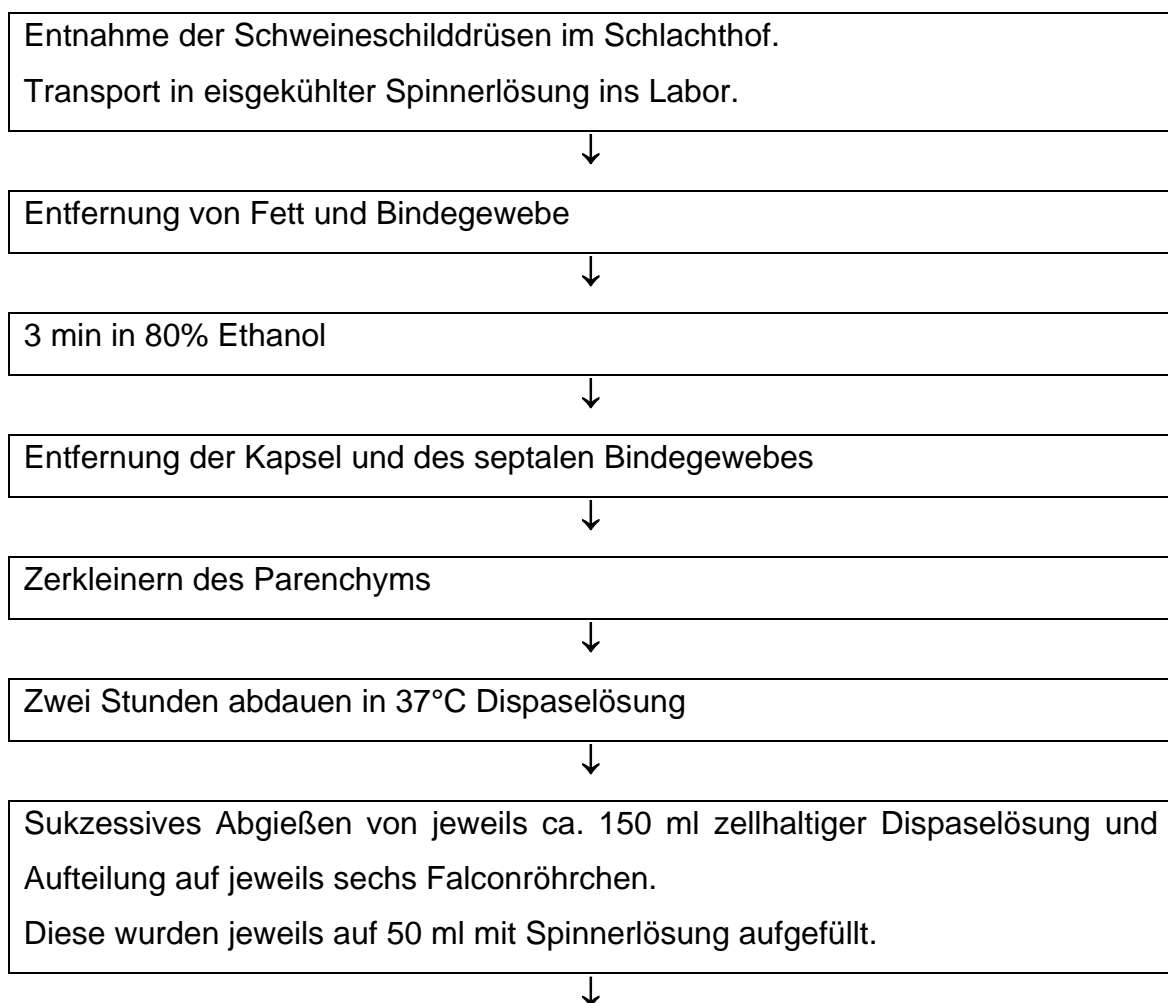 Entnahme der Schweineschilddrüsen im Schlachthof.
Transport in eisgekühlter Spinnerlösung ins Labor.
↓
Entfernung von Fett und Bindegewebe
↓
3 min in 80% Ethanol
↓
Entfernung der Kapsel und des septalen Bindegewebes
↓
Zerkleinern des Parenchyms
↓
Zwei Stunden abdauen in 37°C Dispaselösung
↓
Sukzessives Abgießen von jeweils ca. 150 ml zellhaltiger Dispaselösung und
Aufteilung auf jeweils sechs Falconröhrchen.
Diese wurden jeweils auf 50 ml mit Spinnerlösung aufgefüllt.
↓